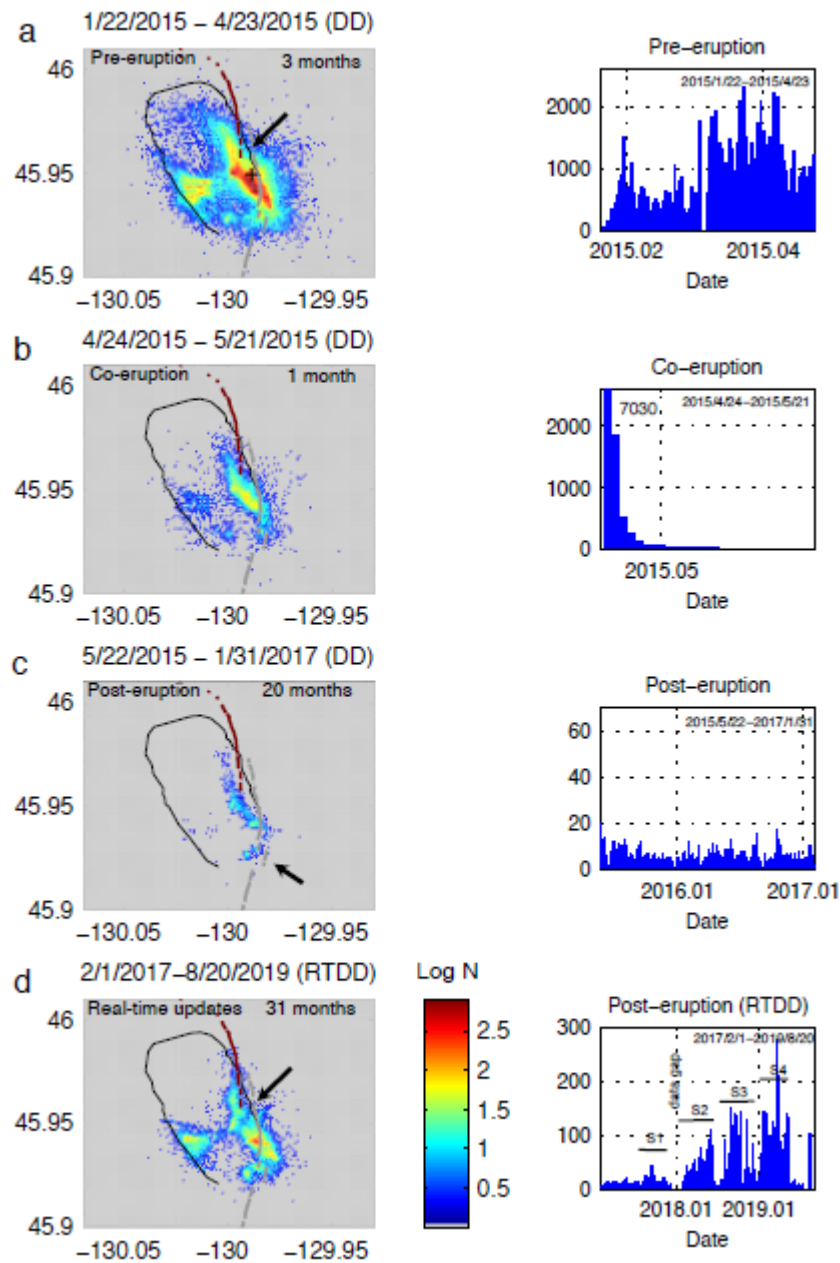 a
1/22/2015 − 4/23/2015 (DD)
Pre−eruption
3 months
46
45.95
45.9
−130.05
−130
−129.95
Pre−eruption
2015/1/22−2015/4/23
2000
1000
0
2015.02
2015.04
Date
b
4/24/2015 − 5/21/2015 (DD)
Co−eruption
1 month
46
45.95
45.9
−130.05
−130
−129.95
Co−eruption
7030
2015/4/24−2015/5/21
2000
1000
0
2015.05
Date
c
5/22/2015 − 1/31/2017 (DD)
Post−eruption
20 months
46
45.95
45.9
−130.05
−130
−129.95
Post−eruption
2015/5/22−2017/1/31
60
40
20
0
2016.01
2017.01
Date
d
2/1/2017−8/20/2019 (RTDD)
Real−time updates
31 months
46
45.95
45.9
−130.05
−130
−129.95
Log N
2.5
2
1.5
1
0.5
Post−eruption (RTDD)
2017/2/1−2019/8/20
300
200
100
0
data gap
S1
S2
S3
S4
2018.01
2019.01
Date